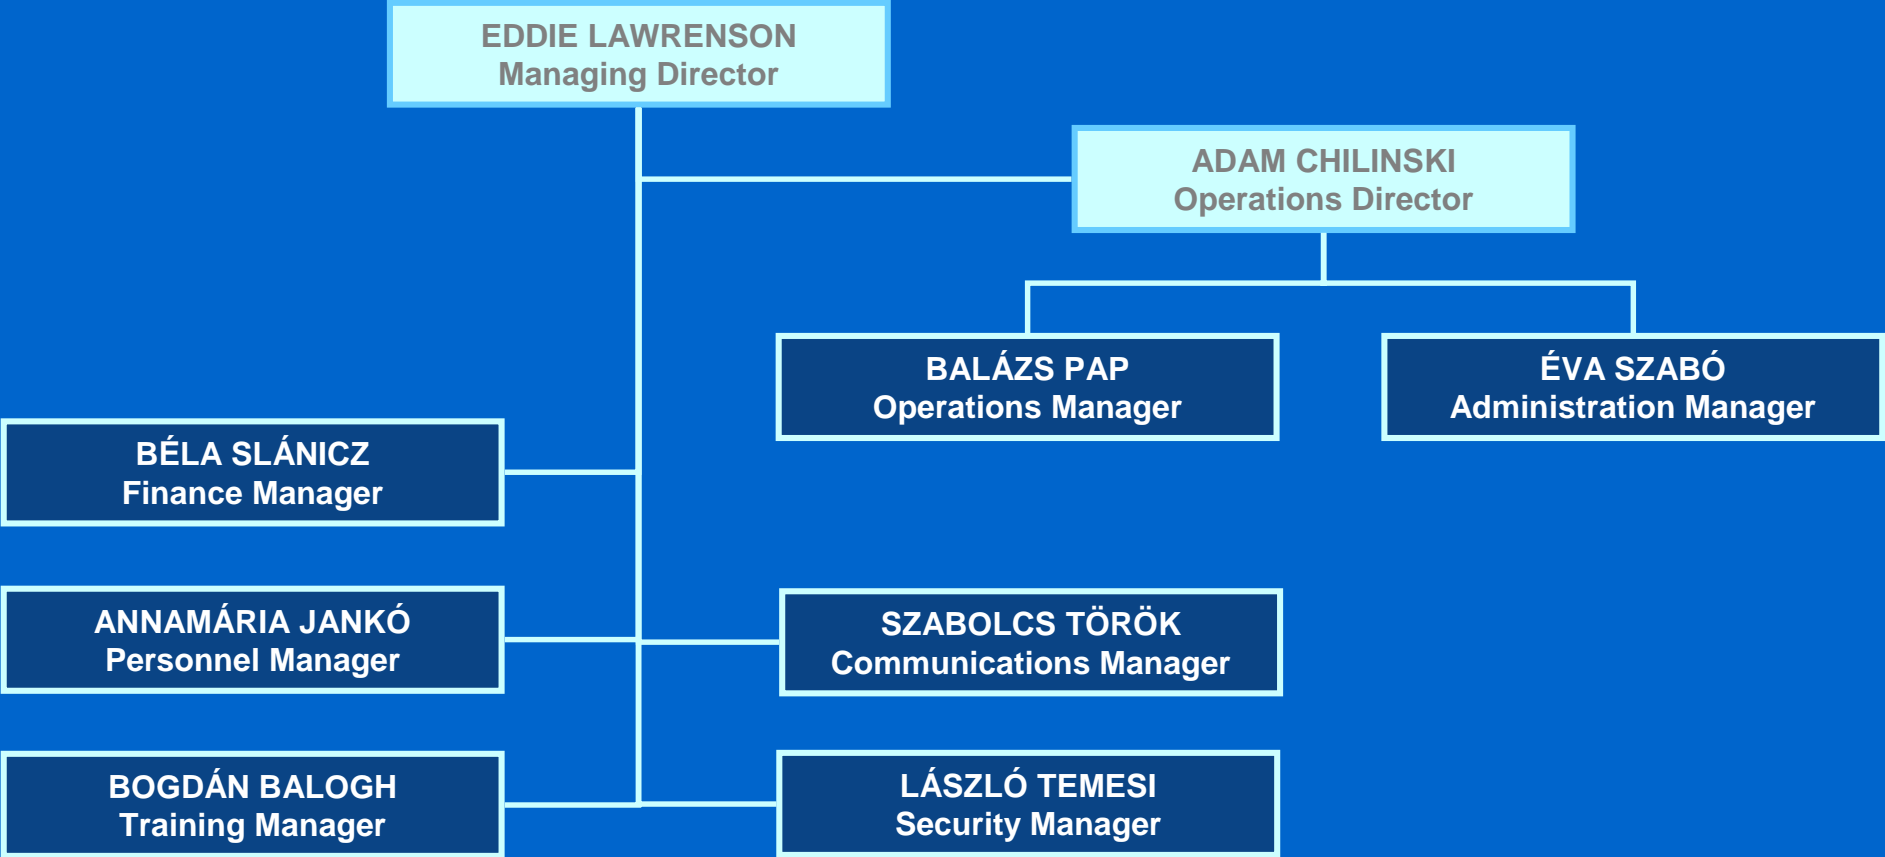 EDDIE LAWRENSON
Managing Director
ADAM CHILINSKI
Operations Director
BALÁZS PAP
Operations Manager
ÉVA SZABÓ
Administration Manager
BÉLA SLÁNICZ
Finance Manager
ANNAMÁRIA JANKÓ
Personnel Manager
SZABOLCS TÖRÖK
Communications Manager
BOGDÁN BALOGH
Training Manager
LÁSZLÓ TEMESI
Security Manager